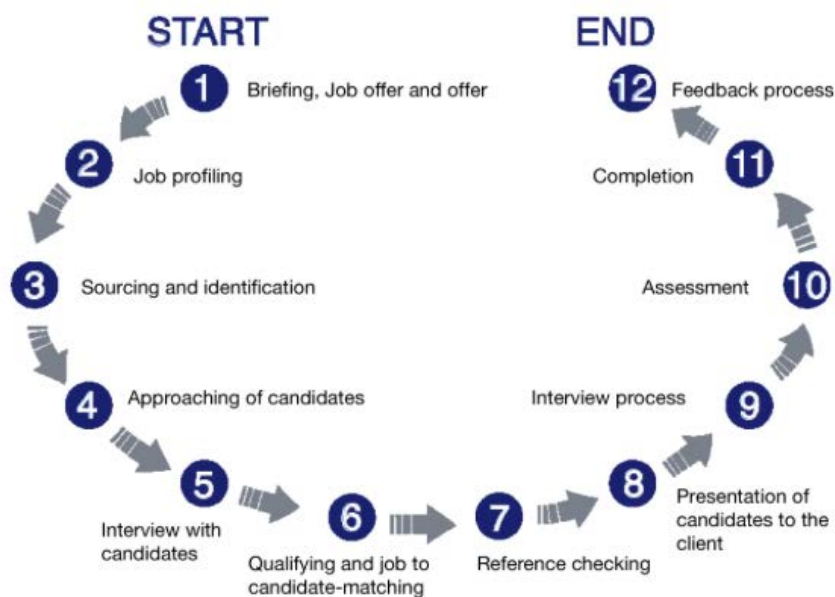 START
END
1
Briefing, Job offer and offer
2
Job profiling
3
Sourcing and identification
4
Approaching of candidates
5
Interview with
candidates
6
Qualifying and job to
candidate-matching
7
Reference checking
8
Presentation of
candidates to the
client
9
Interview process
10
Assessment
11
Completion
12
Feedback process